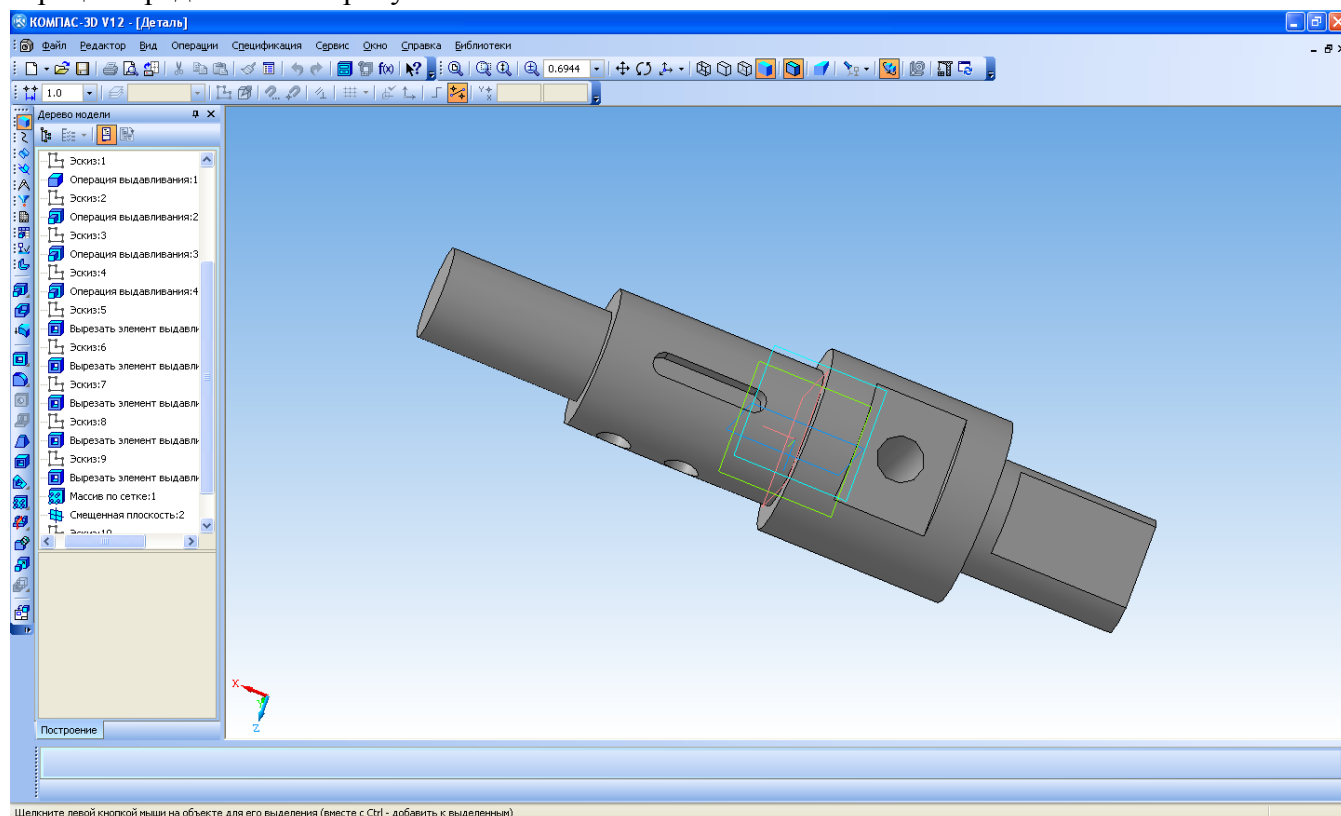 КОМПАС-3D V12 - [Деталь]
Файл Редактор Вид Операции Спецификация Сервис Окно Справка Библиотеки
0.6944
1.0
Дерево модели
Эскиз:1
Операция выдавливания:1
Эскиз:2
Операция выдавливания:2
Эскиз:3
Операция выдавливания:3
Эскиз:4
Операция выдавливания:4
Эскиз:5
Вырезать элемент выдавли
Эскиз:6
Вырезать элемент выдавли
Эскиз:7
Вырезать элемент выдавли
Эскиз:8
Вырезать элемент выдавли
Эскиз:9
Вырезать элемент выдавли
Массив по сетке:1
Смещенная плоскость:2
Эскиз:10
X
Z
Построение
Щелкните левой кнопкой мыши на объекте для его выделения (вместе с Ctrl - добавить к выделенным)